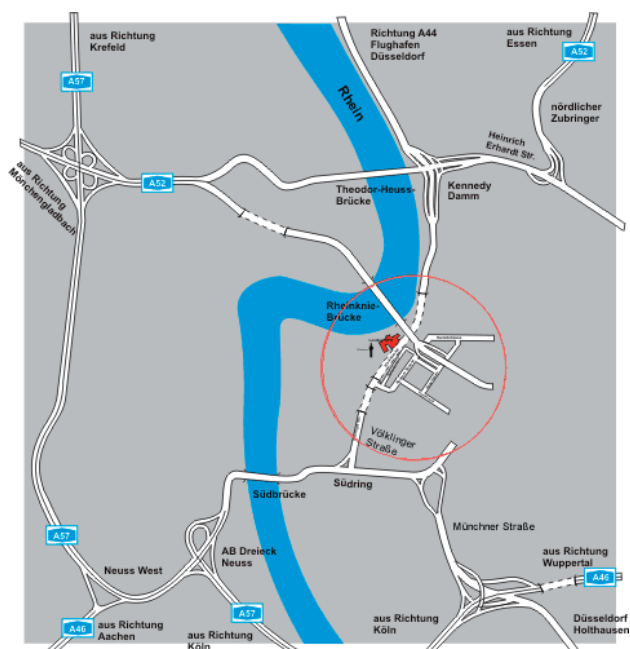 aus Richtung
Krefeld
A57
Richtung A44
Flughafen
Düsseldorf
aus Richtung
Essen
A52
nördlicher
Zubringer
Rhein
Heinrich
Erhardt Str.
aus Richtung
Mönchengladbach
A52
Theodor-Heuss-
Brücke
Kennedy
Damm
Rheinknie-
Brücke
Völklinger
Straße
Südring
Südbrücke
Münchner Straße
A57
AB Dreieck
Neuss
Neuss West
aus Richtung
Wuppertal
A46
A46
aus Richtung
Aachen
A57
aus Richtung
Köln
aus Richtung
Köln
Düsseldorf
Holthausen